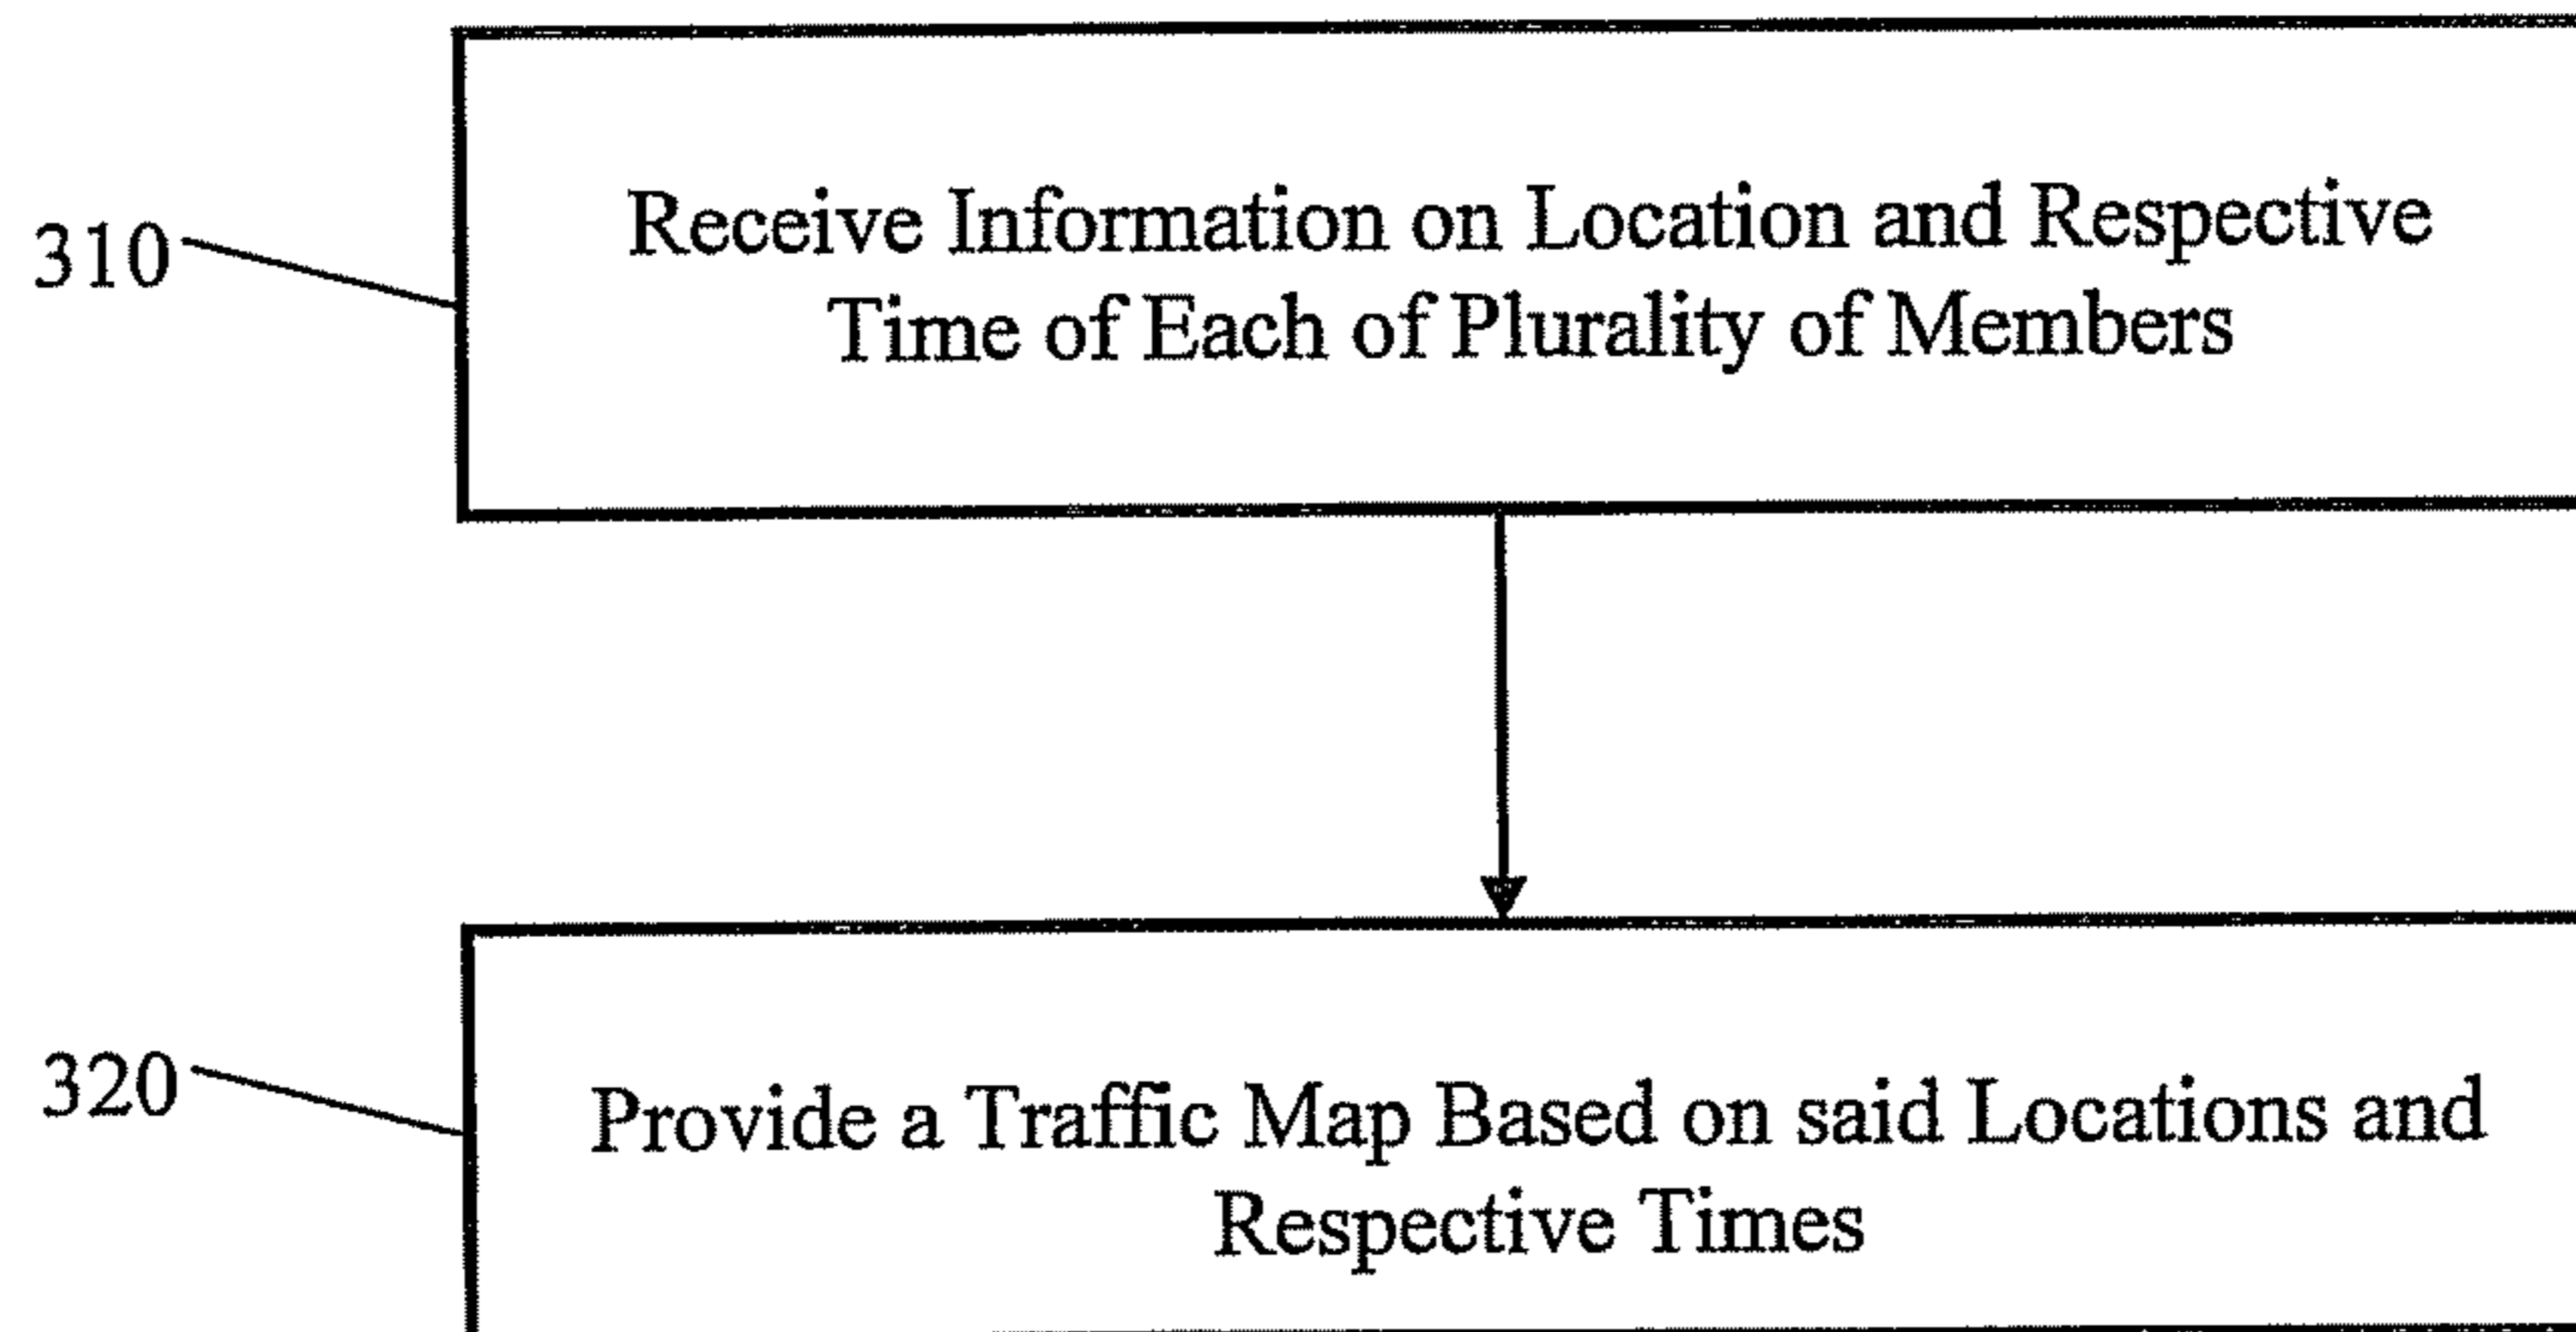 310
Receive Information on Location and Respective
Time of Each of Plurality of Members
320
Provide a Traffic Map Based on said Locations and
Respective Times